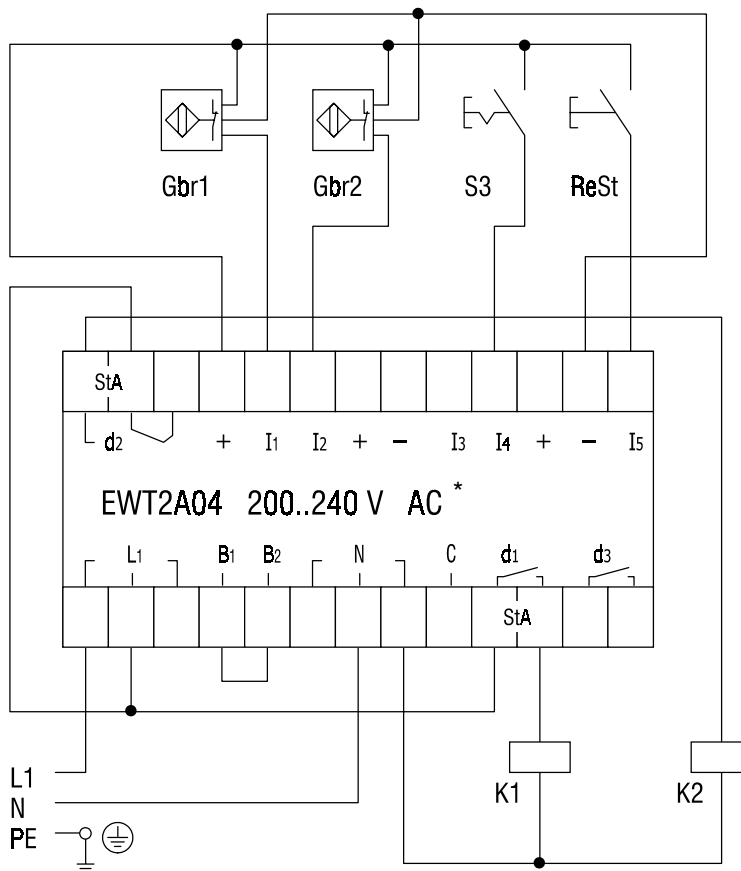 Gbr1 Gbr2 S3 ReSt
StA
d2 + I1 I2 + − I3 I4 + − I5
EWT2A04 200..240 V AC *
L1 B1 B2 N C d1 d3
StA
L1
N
PE
K1 K2